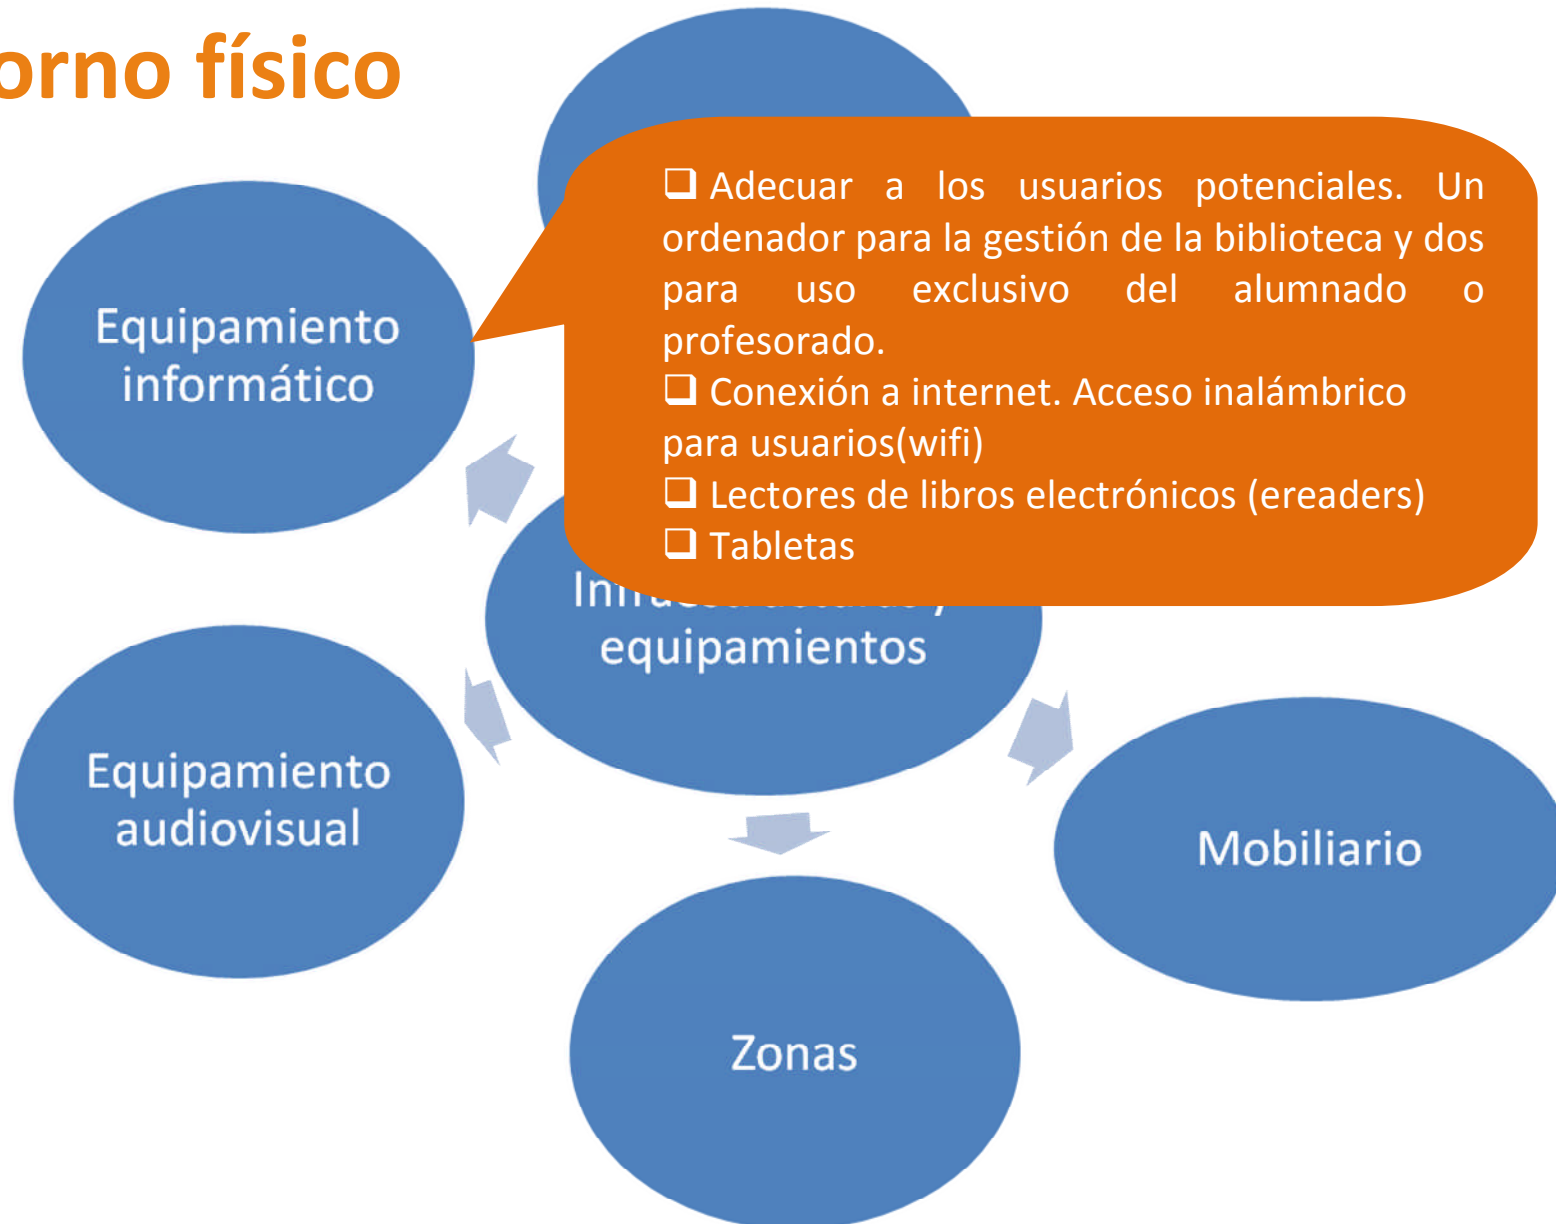 orno físico
❑ Adecuar a los usuarios potenciales. Un
ordenador para la gestión de la biblioteca y dos
para uso exclusivo del alumnado o
profesorado.
❑ Conexión a internet. Acceso inalámbrico
para usuarios(wifi)
❑ Lectores de libros electrónicos (ereaders)
❑ Tabletas
Equipamiento
informático
Infraestructuras y
equipamientos
Equipamiento
audiovisual
Mobiliario
Zonas